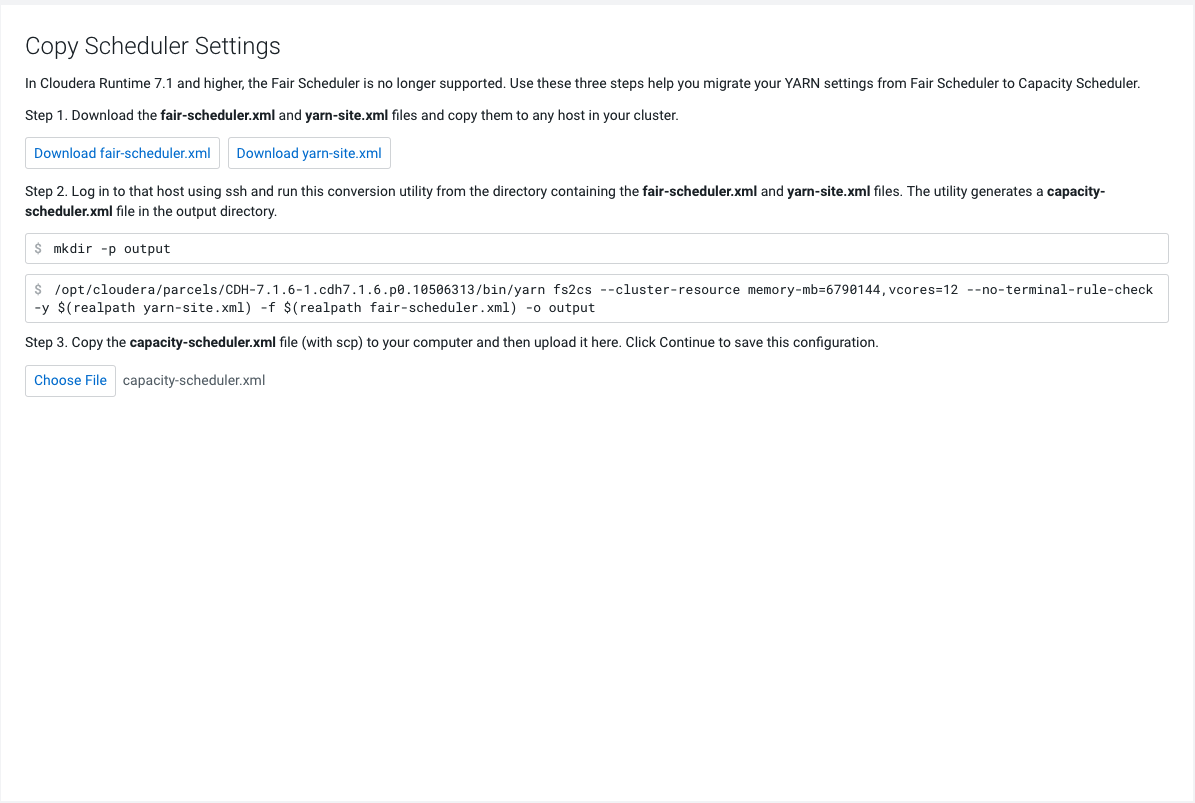 Copy Scheduler Settings
In Cloudera Runtime 7.1 and higher, the Fair Scheduler is no longer supported. Use these three steps help you migrate your YARN settings from Fair Scheduler to Capacity Scheduler.
Step 1. Download the fair-scheduler.xml and yarn-site.xml files and copy them to any host in your cluster.
Download fair-scheduler.xml Download yarn-site.xml
Step 2. Log in to that host using ssh and run this conversion utility from the directory containing the fair-scheduler.xml and yarn-site.xml files. The utility generates a capacity-
scheduler.xml file in the output directory.
$ mkdir -p output
$ /opt/cloudera/parcels/CDH-7.1.6-1.cdh7.1.6.p0.10506313/bin/yarn fs2cs --cluster-resource memory-mb=6790144,vcores=12 --no-terminal-rule-check
-y $(realpath yarn-site.xml) -f $(realpath fair-scheduler.xml) -o output
Step 3. Copy the capacity-scheduler.xml file (with scp) to your computer and then upload it here. Click Continue to save this configuration.
Choose File capacity-scheduler.xml